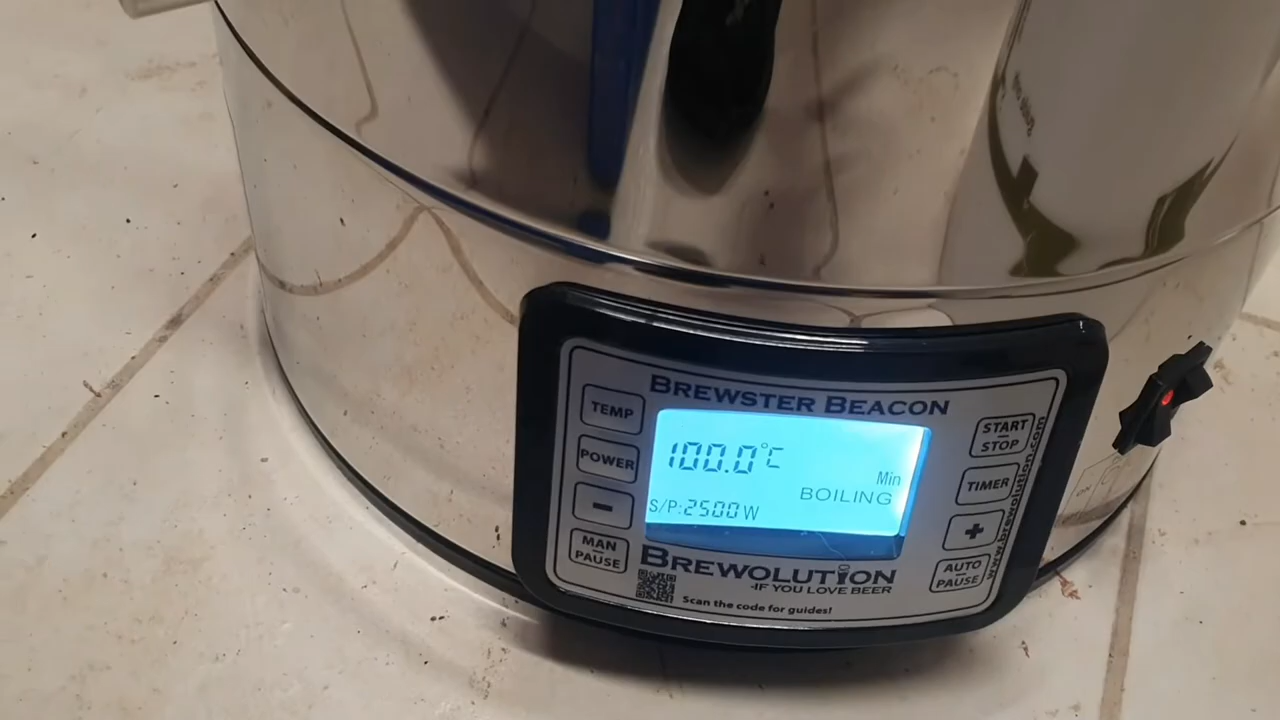 BREWSTER BEACON
TEMP
POWER
-
MAN
PAUSE
100.0°C
Min
BOILING
S/P:2500W
START
STOP
TIMER
+
AUTO
PAUSE
www.brewolution.com
BREWOLUTION
-IF YOU LOVE BEER
Scan the code for guides!
ON